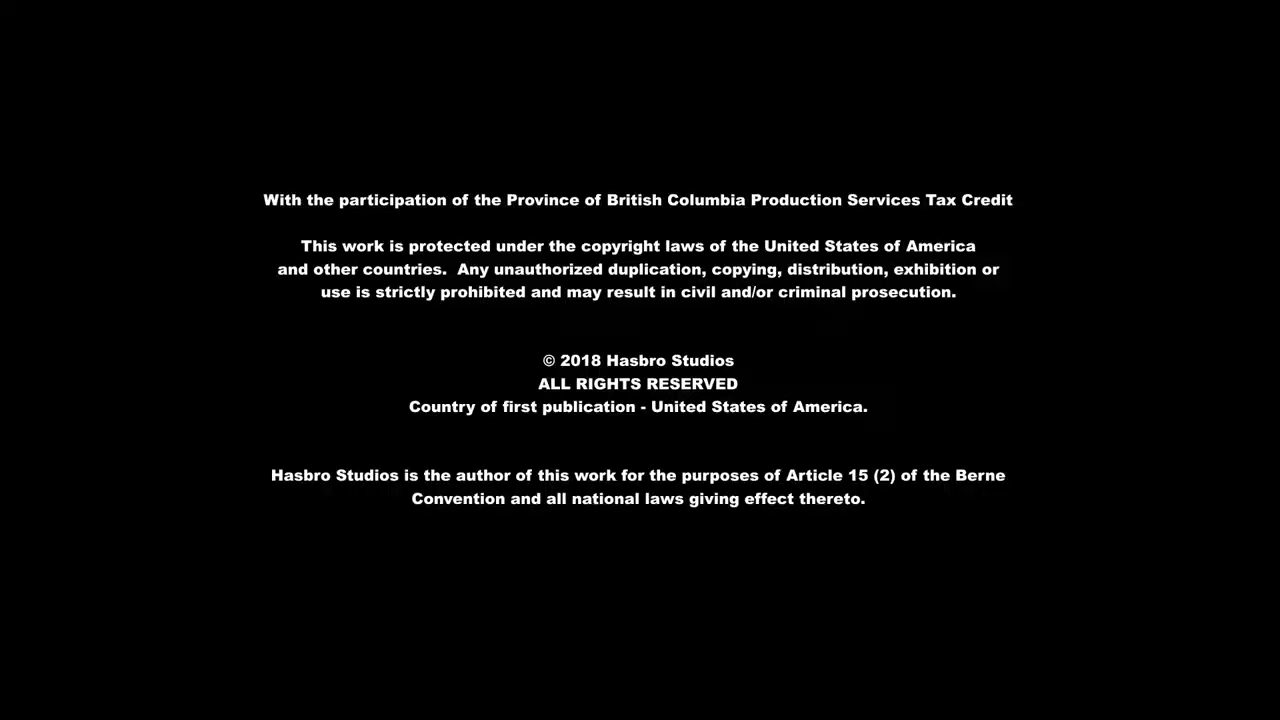 With the participation of the Province of British Columbia Production Services Tax Credit
This work is protected under the copyright laws of the United States of America
and other countries.  Any unauthorized duplication, copying, distribution, exhibition or
use is strictly prohibited and may result in civil and/or criminal prosecution.
© 2018 Hasbro Studios
ALL RIGHTS RESERVED
Country of first publication - United States of America.
Hasbro Studios is the author of this work for the purposes of Article 15 (2) of the Berne
Convention and all national laws giving effect thereto.